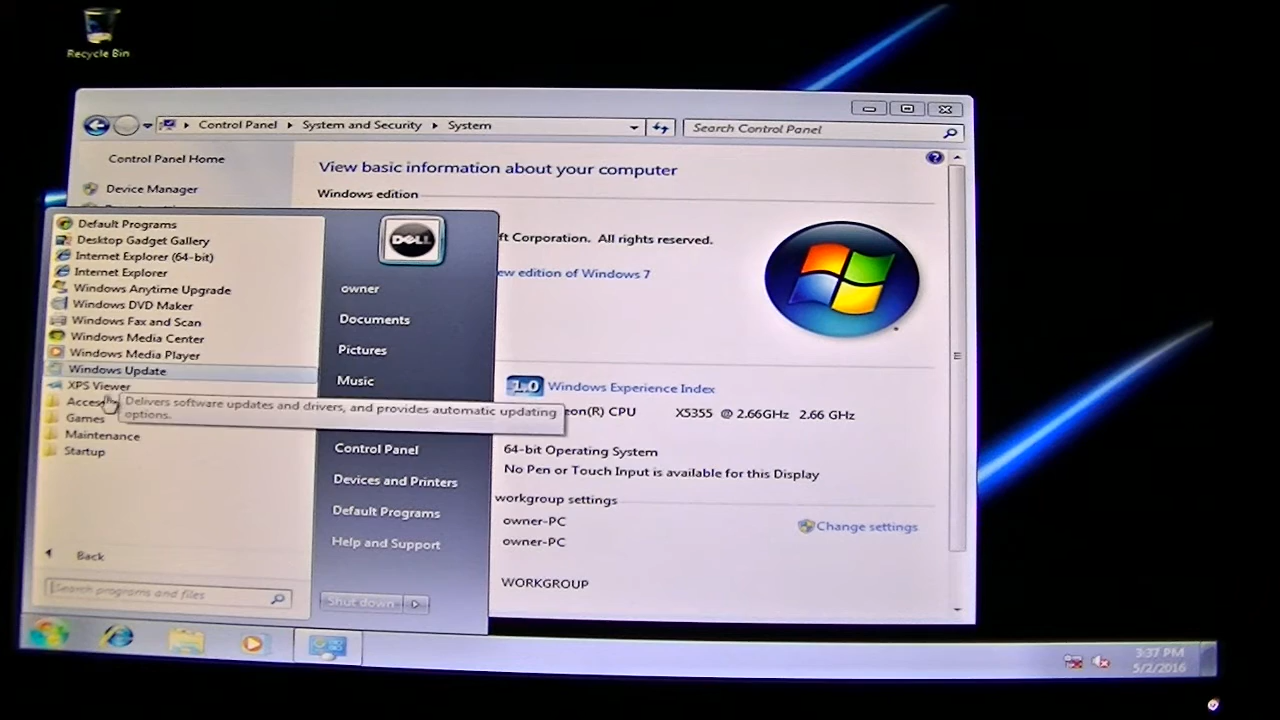 Recycle Bin
Control Panel
System and Security
System
Search Control Panel
Control Panel Home
Device Manager
View basic information about your computer
Windows edition
ft Corporation. All rights reserved.
ew edition of Windows 7
1.0 Windows Experience Index
eon(R) CPU X5355 @ 2.66GHz 2.66 GHz
64-bit Operating System
No Pen or Touch Input is available for this Display
workgroup settings
owner-PC
Change settings
owner-PC
WORKGROUP
Default Programs
Desktop Gadget Gallery
Internet Explorer (64-bit)
Internet Explorer
Windows Anytime Upgrade
Windows DVD Maker
Windows Fax and Scan
Windows Media Center
Windows Media Player
Windows Update
XPS Viewer
Acces
Games
Maintenance
Startup
Delivers software updates and drivers, and provides automatic updating
options.
Back
Search programs and files
DELL
owner
Documents
Pictures
Music
Control Panel
Devices and Printers
Default Programs
Help and Support
Shut down
3:37 PM
5/2/2016